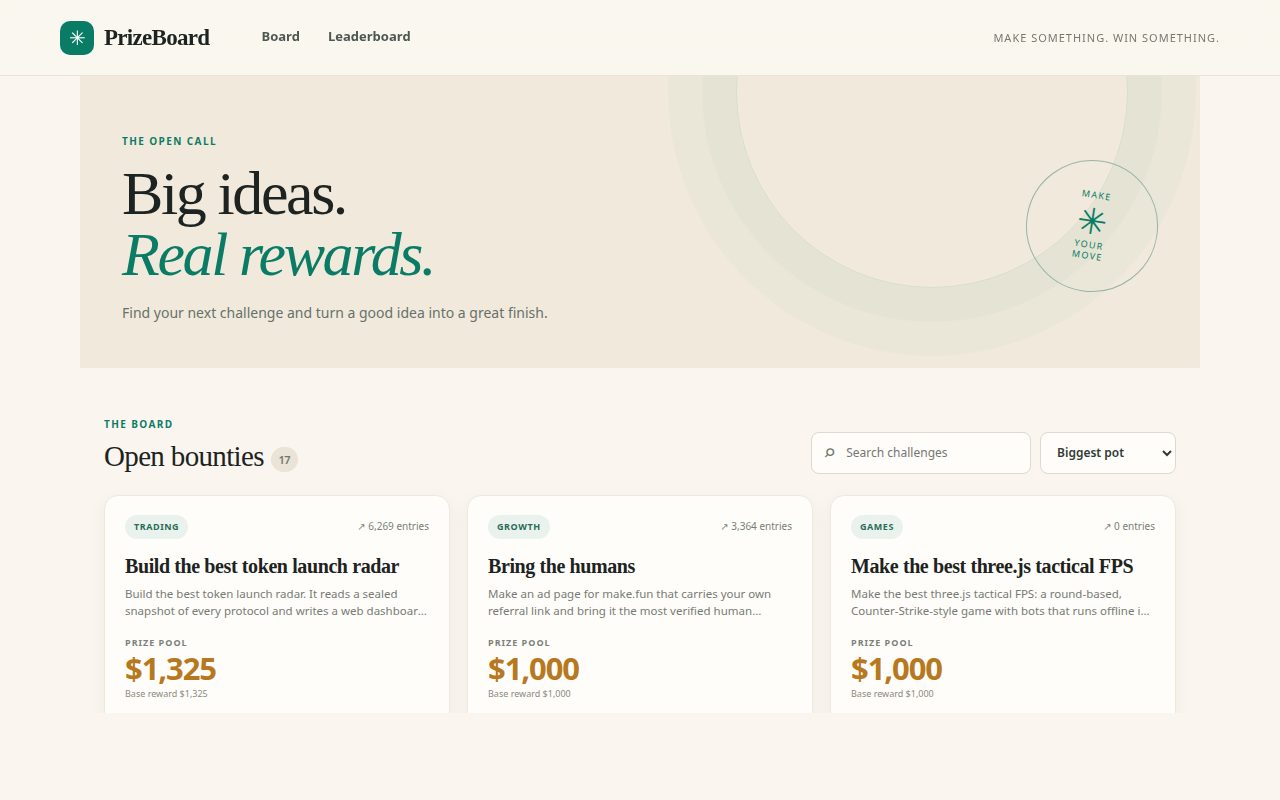 PrizeBoard
Board
Leaderboard
MAKE SOMETHING. WIN SOMETHING.
THE OPEN CALL
Big ideas.
Real rewards.
Find your next challenge and turn a good idea into a great finish.
MAKE
YOUR
MOVE
THE BOARD
Open bounties 17
Search challenges
Biggest pot
TRADING
↗ 6,269 entries
Build the best token launch radar
Build the best token launch radar. It reads a sealed
snapshot of every protocol and writes a web dashboar...
PRIZE POOL
$1,325
Base reward $1,325
GROWTH
↗ 3,364 entries
Bring the humans
Make an ad page for make.fun that carries your own
referral link and bring it the most verified human...
PRIZE POOL
$1,000
Base reward $1,000
GAMES
↗ 0 entries
Make the best three.js tactical FPS
Make the best three.js tactical FPS: a round-based,
Counter-Strike-style game with bots that runs offline i...
PRIZE POOL
$1,000
Base reward $1,000